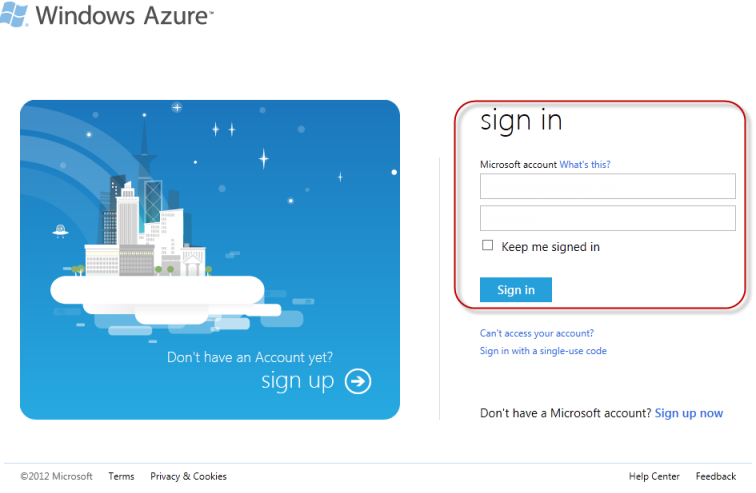 Windows Azure™
sign in
Microsoft account What's this?
Keep me signed in
Sign in
Can't access your account?
Sign in with a single-use code
Don't have an Account yet?
sign up
Don't have a Microsoft account? Sign up now
©2012 Microsoft Terms Privacy & Cookies Help Center Feedback